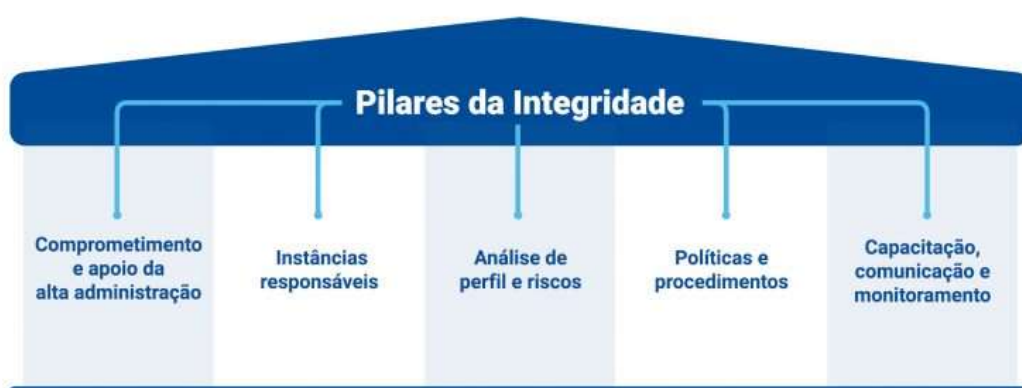 Pilares da Integridade
Comprometimento
e apoio da
alta administração
Instâncias
responsáveis
Análise de
perfil e riscos
Políticas e
procedimentos
Capacitação,
comunicação e
monitoramento